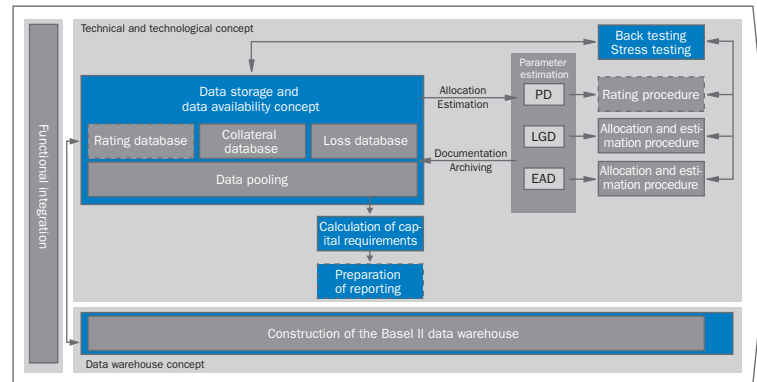 Technical and technological concept
Back testing
Stress testing
Functional integration
Data storage and
data availability concept
Rating database
Collateral
database
Loss database
Data pooling
Allocation
Estimation
Documentation
Archiving
Parameter
estimation
PD
LGD
EAD
Rating procedure
Allocation and esti-
mation procedure
Allocation and esti-
mation procedure
Calculation of cap-
ital requirements
Preparation
of reporting
Construction of the Basel II data warehouse
Data warehouse concept